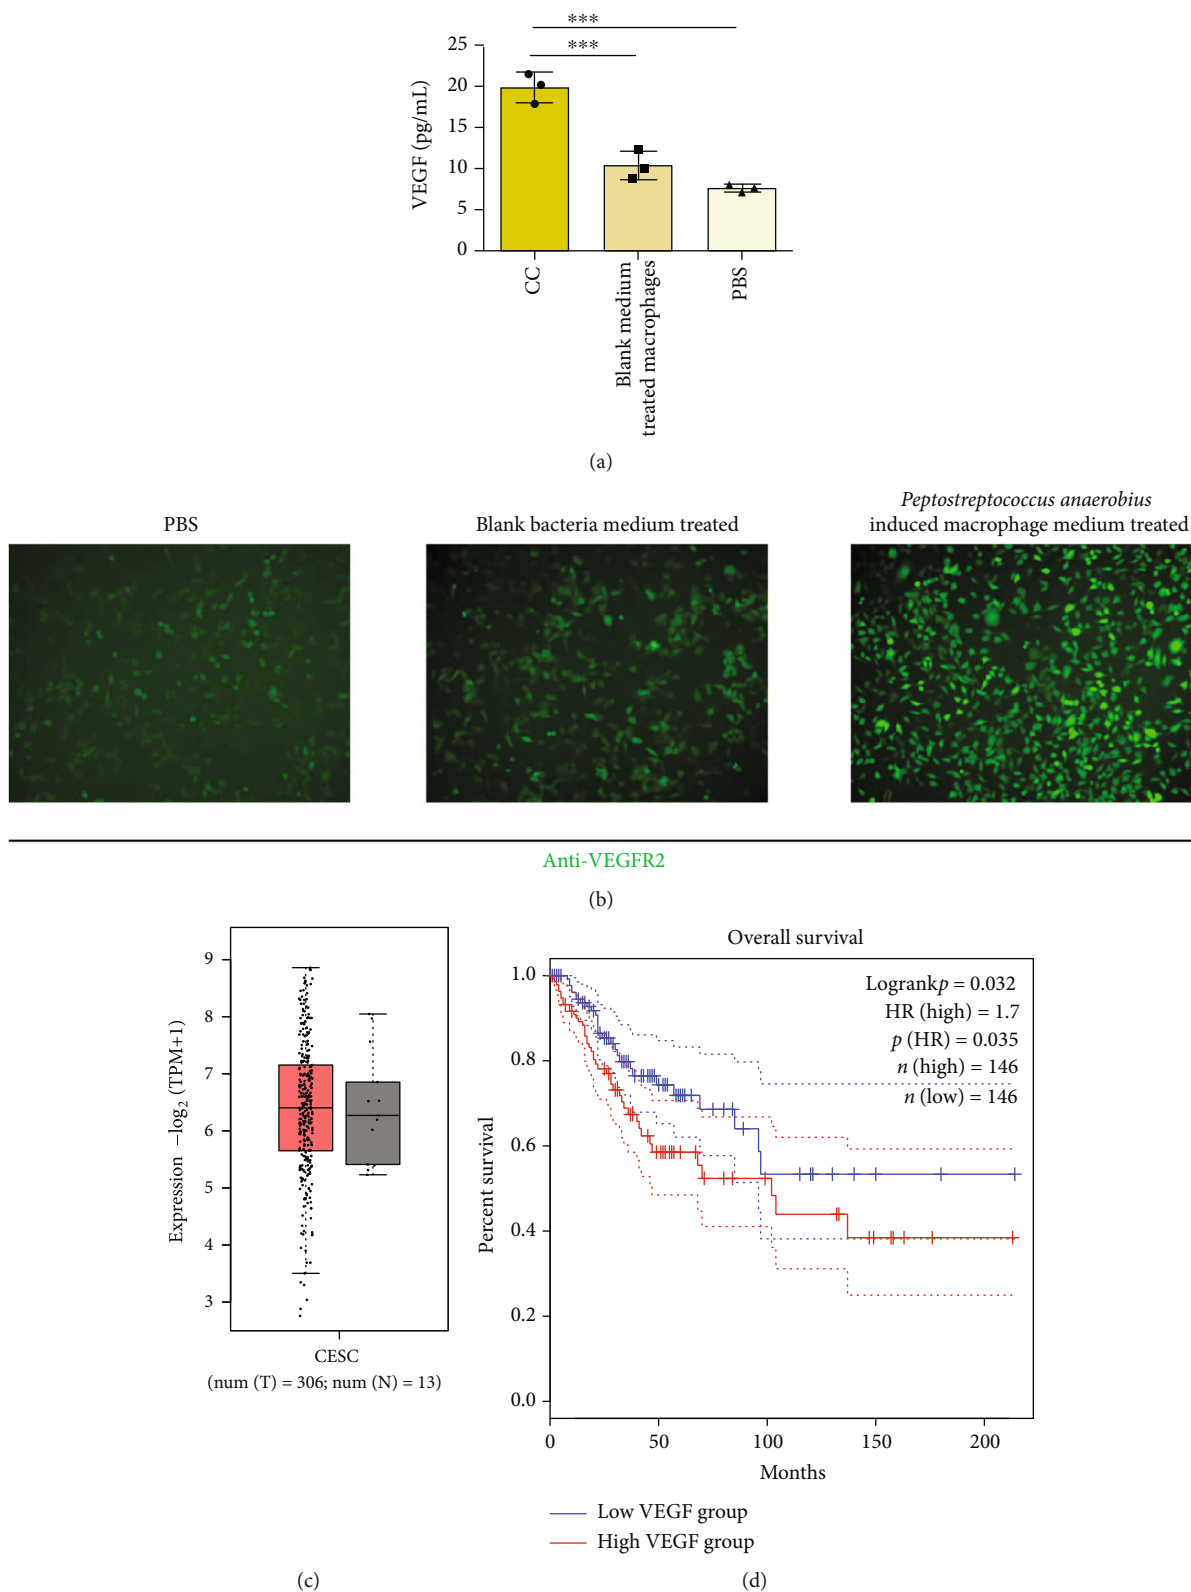 ***
***
25
20
15
10
5
0
VEGF (pg/mL)
CC
Blank medium
treated macrophages
PBS
(a)
PBS
Blank bacteria medium treated
Peptostreptococcus anaerobius
induced macrophage medium treated
Anti-VEGFR2
(b)
9
8
7
6
5
4
3
Expression −log2 (TPM+1)
CESC
(num (T) = 306; num (N) = 13)
(c)
Overall survival
Logrank p = 0.032
HR (high) = 1.7
p (HR) = 0.035
n (high) = 146
n (low) = 146
1.0
0.8
0.6
0.4
0.2
0.0
Percent survival
0 50 100 150 200
Months
Low VEGF group
High VEGF group
(d)